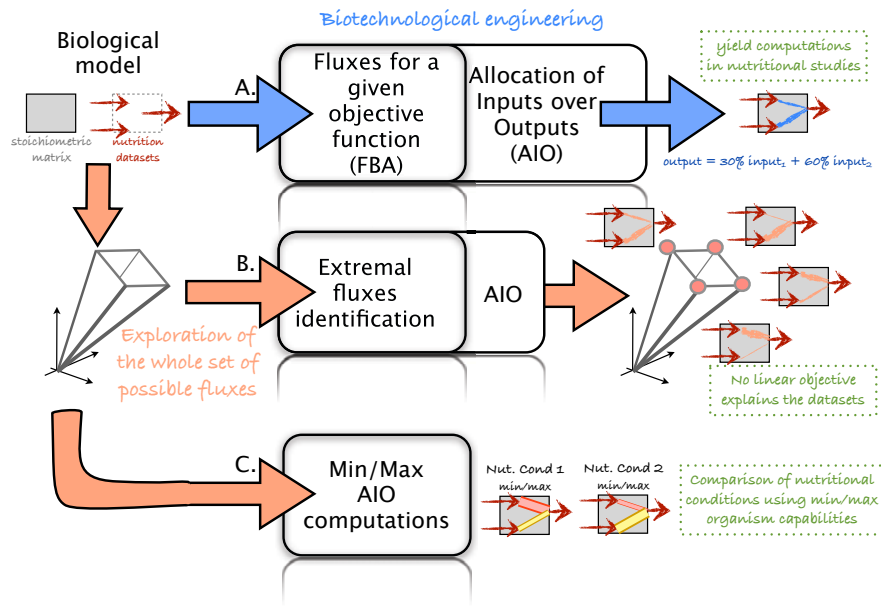 Biotechnological engineering
Biological
model
stoichiometric
matrix
nutrition
datasets
A.
Fluxes for a
given
objective
function
(FBA)
Allocation of
Inputs over
Outputs
(AIO)
yield computations
in nutritional studies
output = 30% input₁ + 60% input₂
B.
Extremal
fluxes
identification
AIO
Exploration of
the whole set of
possible fluxes
No linear objective
explains the datasets
C.
Min/Max
AIO
computations
Nut. Cond 1
min/max
Nut. Cond 2
min/max
Comparison of nutritional
conditions using min/max
organism capabilities